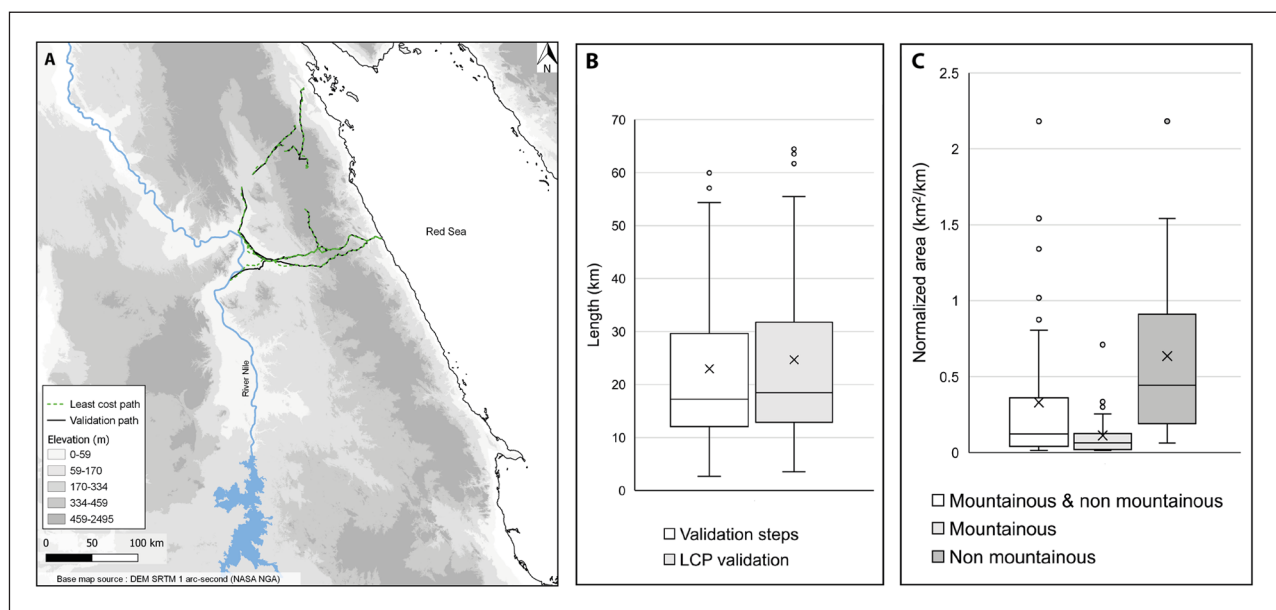 A
N
Red Sea
River Nile
Least cost path
Validation path
Elevation (m)
0-59
59-170
170-334
334-459
459-2495
0 50 100 km
Base map source : DEM SRTM 1 arc-second (NASA NGA)
B
70
60
50
40
30
20
10
0
Length (km)
Validation steps
LCP validation
C
2.5
2
1.5
1
0.5
0
Normalized area (km²/km)
Mountainous & non mountainous
Mountainous
Non mountainous